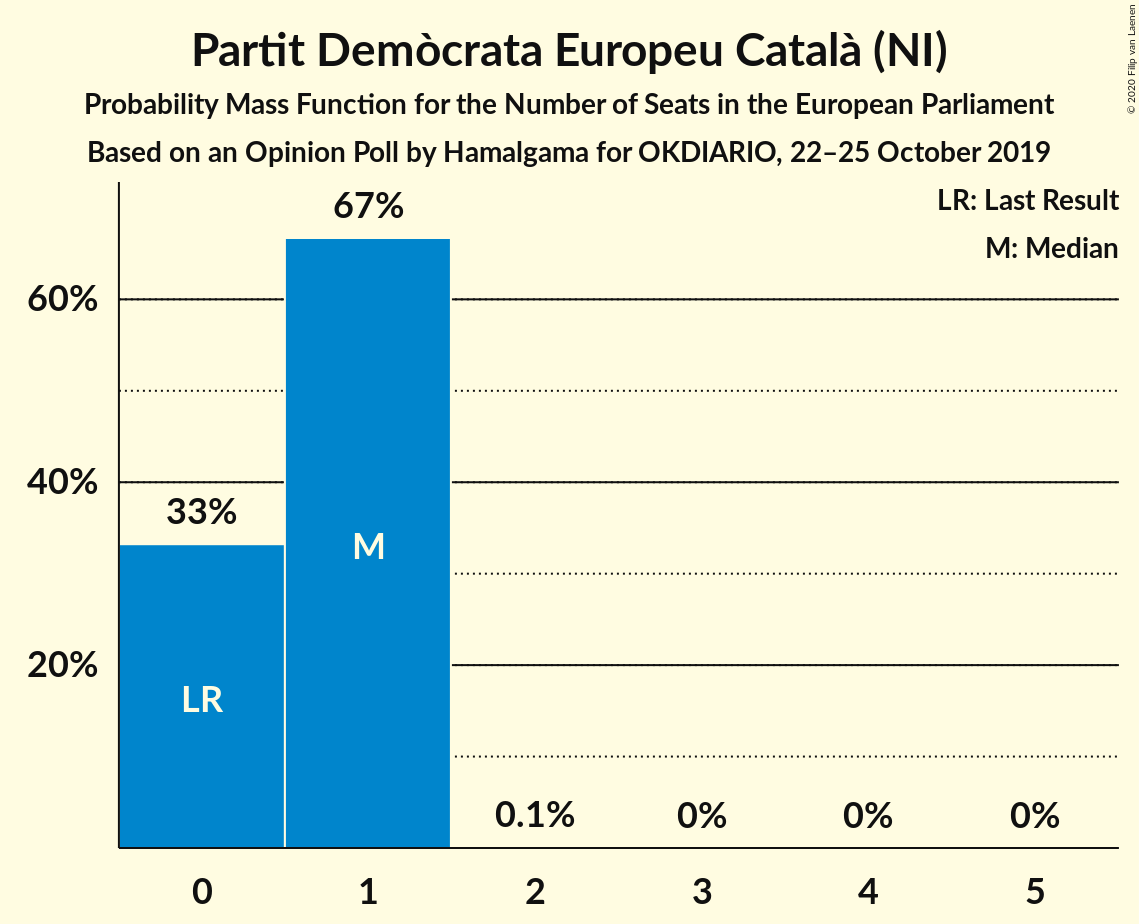 Partit Demòcrata Europeu Català (NI)
Probability Mass Function for the Number of Seats in the European Parliament
Based on an Opinion Poll by Hamalgama for OKDIARIO, 22–25 October 2019
© 2020 Filip van Laenen
LR: Last Result
M: Median
67%
60%
40%
33%
M
20%
LR
0.1%
0%
0%
0%
0
1
2
3
4
5